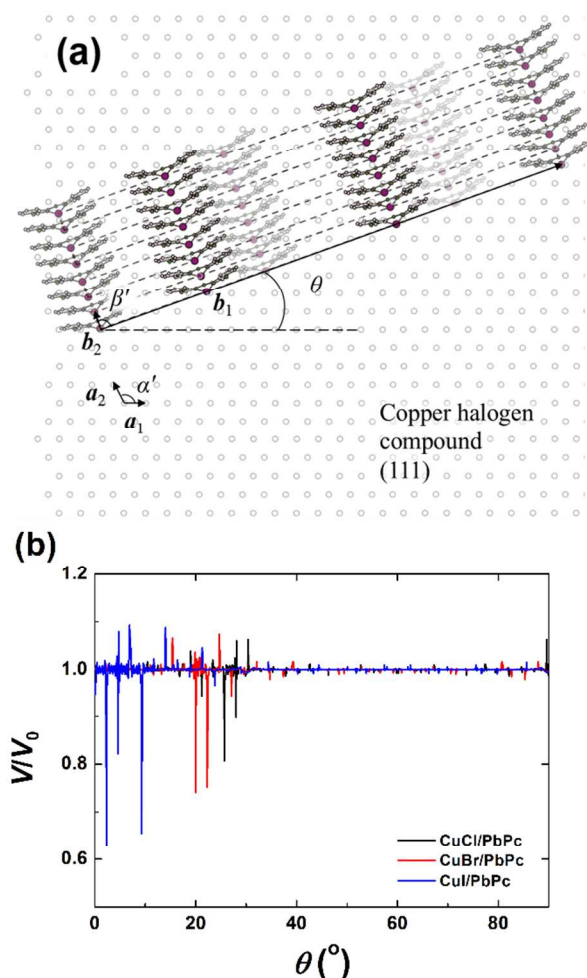 (a)
θ
β′
b₁
b₂
a₂ α′
a₁
Copper halogen
compound
(111)
(b)
1.2
1.0
0.8
0.6
V/V₀
CuCl/PbPc
CuBr/PbPc
CuI/PbPc
0 20 40 60 80
θ (°)